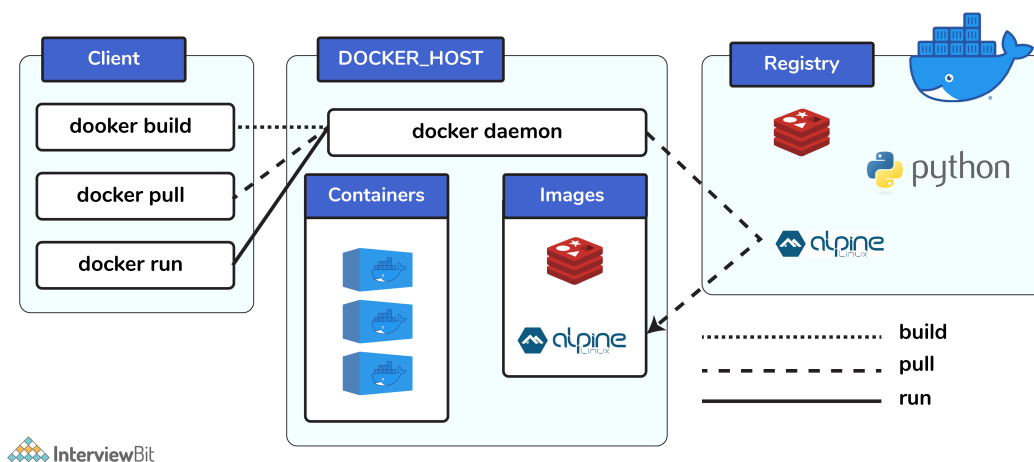 Client
DOCKER_HOST
Registry
dooker build
docker daemon
docker pull
docker run
Containers
Images
python
alpine
Linux
alpine
Linux
build
pull
run
InterviewBit